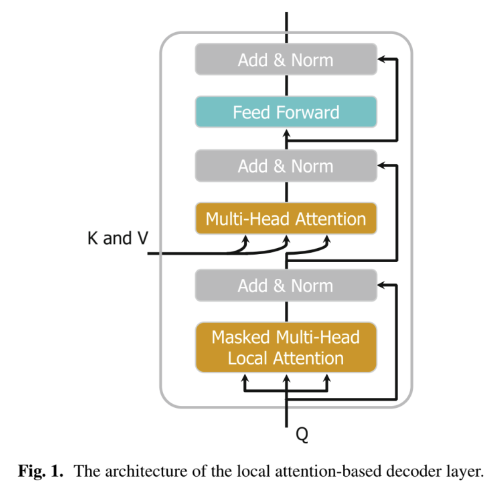 Add & Norm
Feed Forward
Add & Norm
Multi-Head Attention
K and V
Add & Norm
Masked Multi-Head
Local Attention
Q
Fig. 1. The architecture of the local attention-based decoder layer.